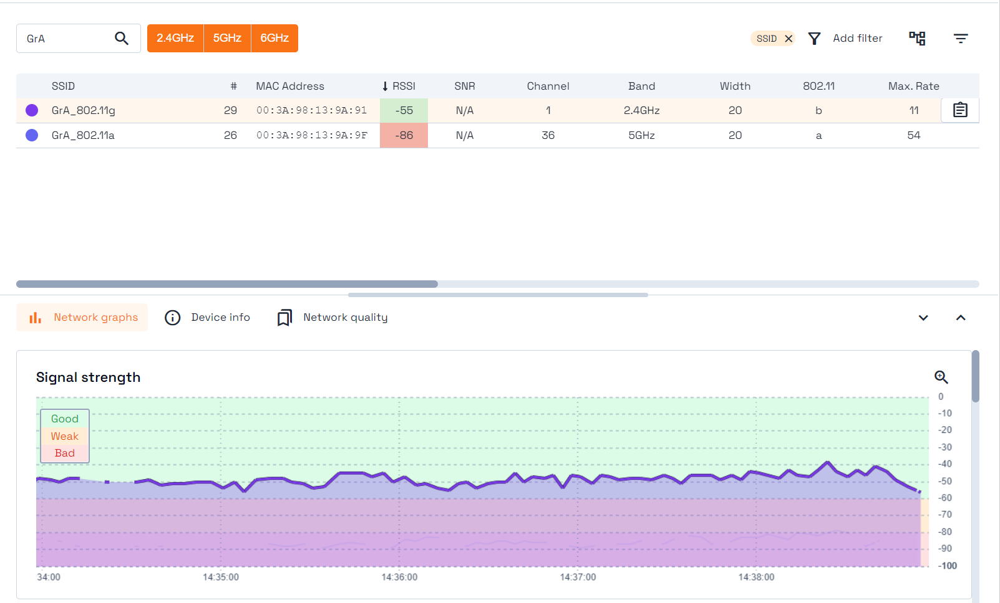 GrA 2.4GHz 5GHz 6GHz SSID Add filter
SSID # MAC Address RSSI SNR Channel Band Width 802.11 Max. Rate
GrA_802.11g 29 00:3A:98:13:9A:91 -55 N/A 1 2.4GHz 20 b 11
GrA_802.11a 26 00:3A:98:13:9A:9F -86 N/A 36 5GHz 20 a 54
Network graphs Device info Network quality
Signal strength
0
-10
Good
-20
Weak
-30
Bad
-40
-50
-60
-70
-80
-90
-100
34:00 14:35:00 14:36:00 14:37:00 14:38:00